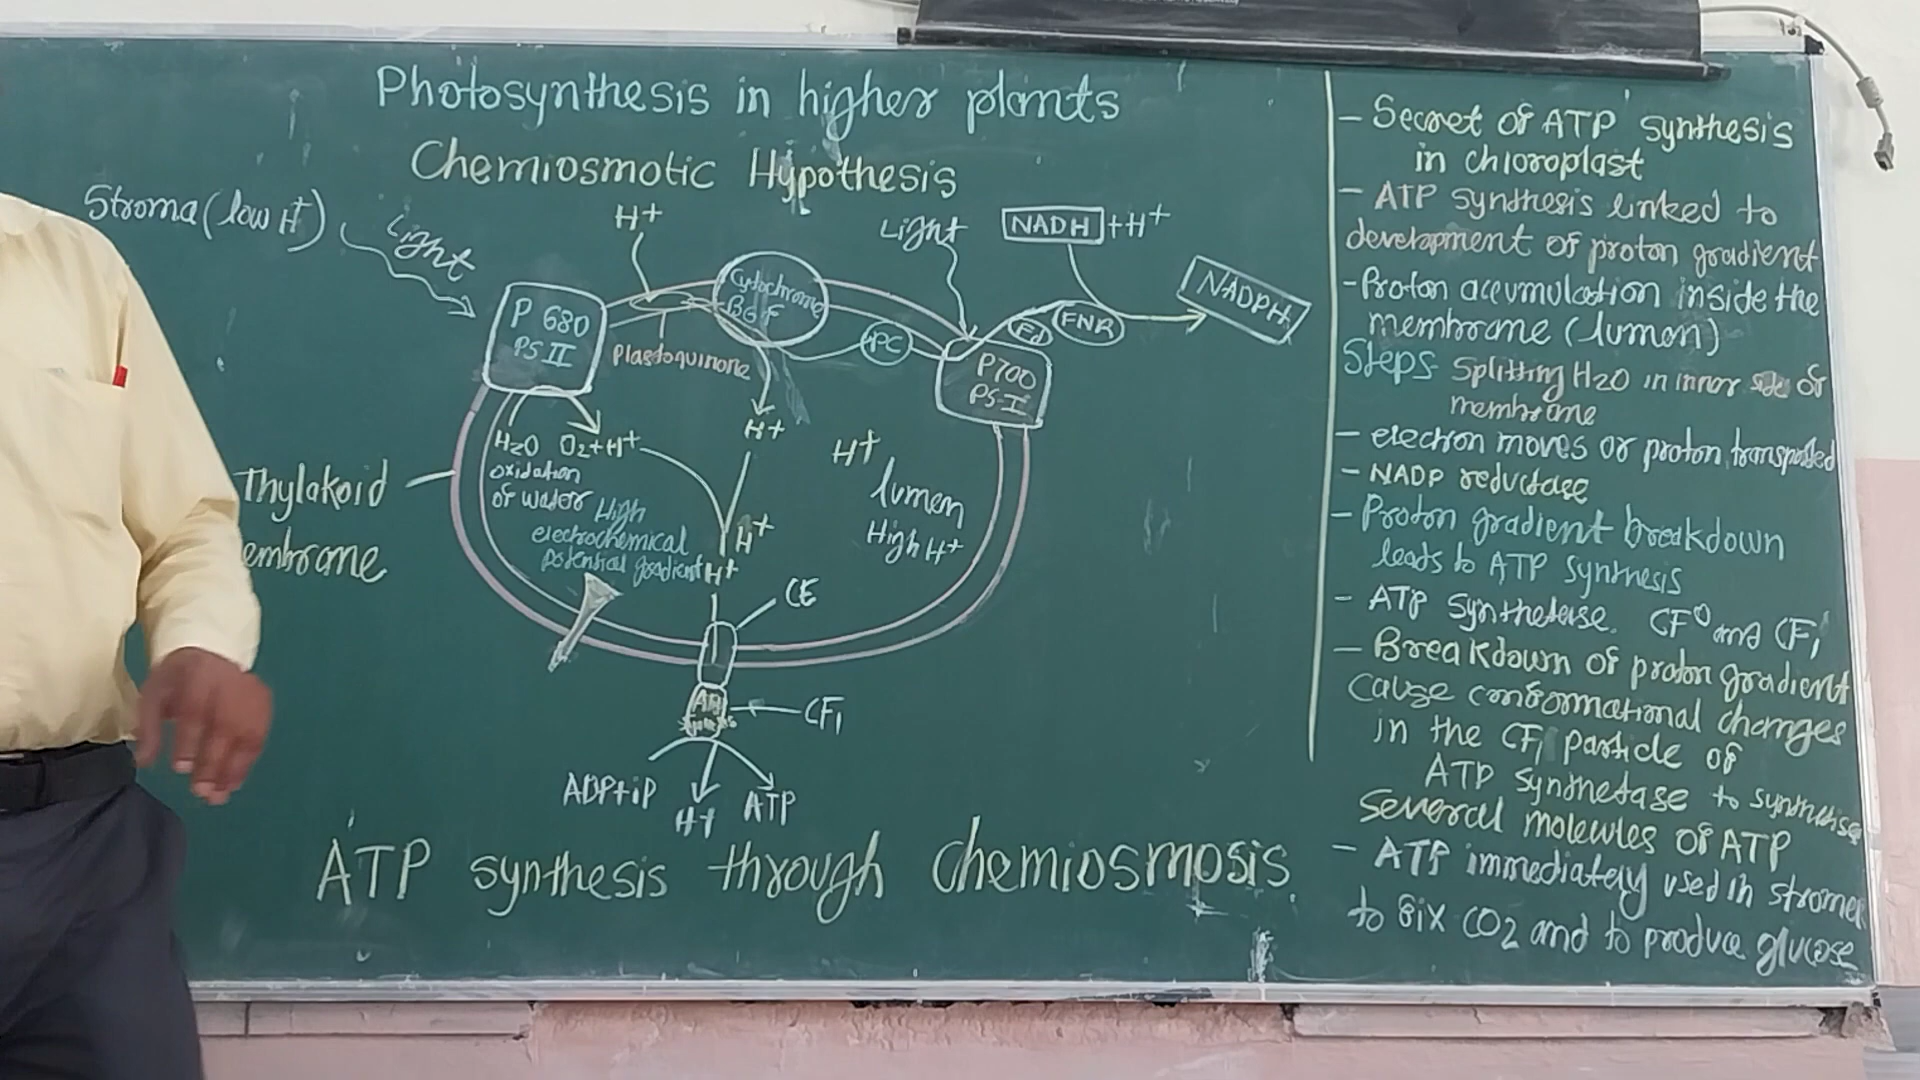 Photosynthesis in higher plants
Chemiosmotic Hypothesis
Stroma (low H+)
Light
H+
Light
NADH + H+
NADPH
P 680
PS II
Cytochrome
B6F
Plastoquinone
PC
Fd
FNR
P700
PS-I
H2O O2+H+
oxidation
of water
H+
H+
lumen
High H+
High
electrochemical
potential gradient
H+
H+
Thylakoid
embrane
CE
CF1
ADP+iP
H+
ATP
ATP synthesis through chemiosmosis
- Secret of ATP synthesis
in chloroplast
- ATP synthesis linked to
development of proton gradient
- Proton accumulation inside the
membrane (lumen)
Steps Splitting H2O in inner side of
membrane
- electron moves or proton transported
- NADP reductase
- Proton gradient breakdown
leads to ATP synthesis
- ATP Synthetase. CF0 and CF1
- Breakdown of proton gradient
cause conformational changes
in the CF1 particle of
ATP synthetase to synthesise
several molecules of ATP
- ATP immediately used in stroma
to fix CO2 and to produce glucose